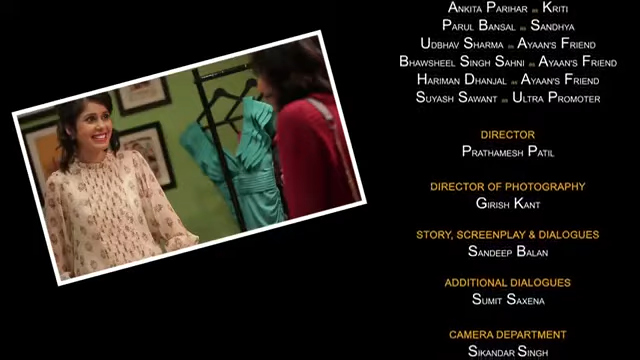 Ankita Parihar as Kriti
Parul Bansal as Sandhya
Udbhav Sharma as Ayaan's Friend
Bhawsheel Singh Sahni as Ayaan's Friend
Hariman Dhanjal as Ayaan's Friend
Suyash Sawant as Ultra Promoter
DIRECTOR
Prathamesh Patil
DIRECTOR OF PHOTOGRAPHY
Girish Kant
STORY, SCREENPLAY & DIALOGUES
Sandeep Balan
ADDITIONAL DIALOGUES
Sumit Saxena
CAMERA DEPARTMENT
Sikandar Singh